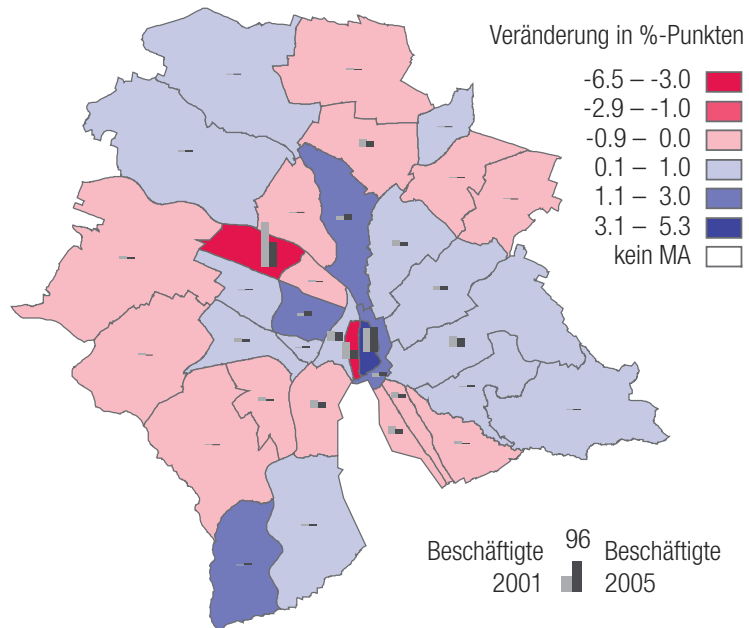 Veränderung in %-Punkten
-6.5 – -3.0
-2.9 – -1.0
-0.9 – 0.0
0.1 – 1.0
1.1 – 3.0
3.1 – 5.3
kein MA
96
Beschäftigte Beschäftigte
2001 2005